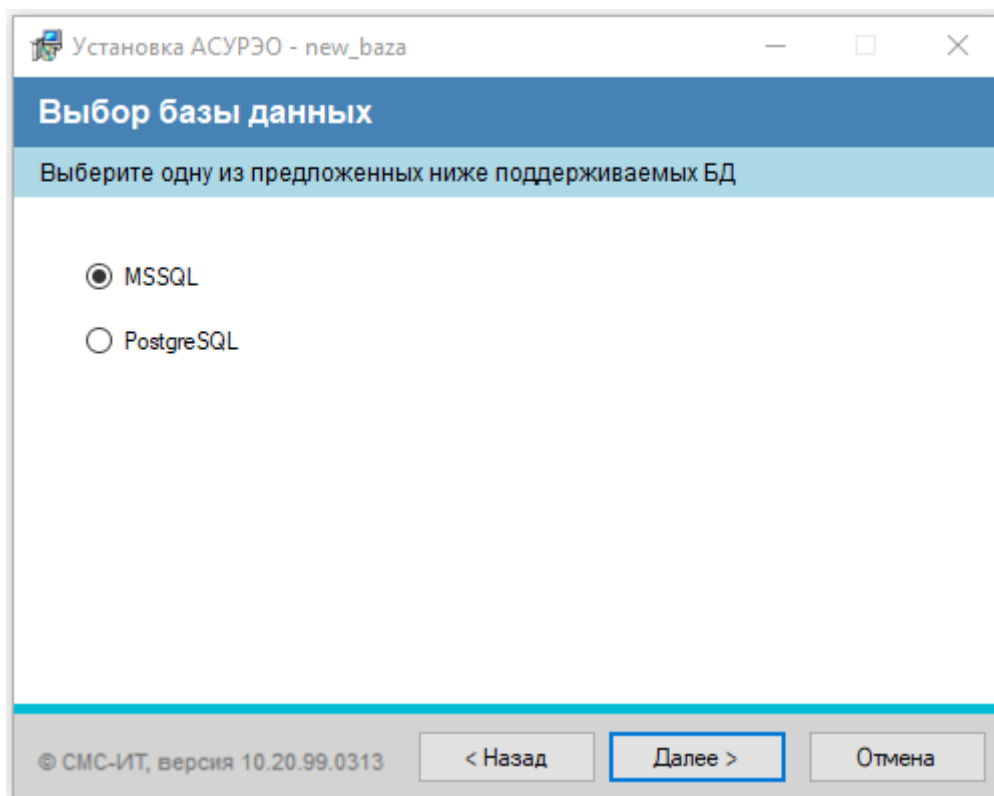 Установка АСУРЭО - new_baza
Выбор базы данных
Выберите одну из предложенных ниже поддерживаемых БД
MSSQL
PostgreSQL
© СМС-ИТ, версия 10.20.99.0313
< Назад
Далее >
Отмена